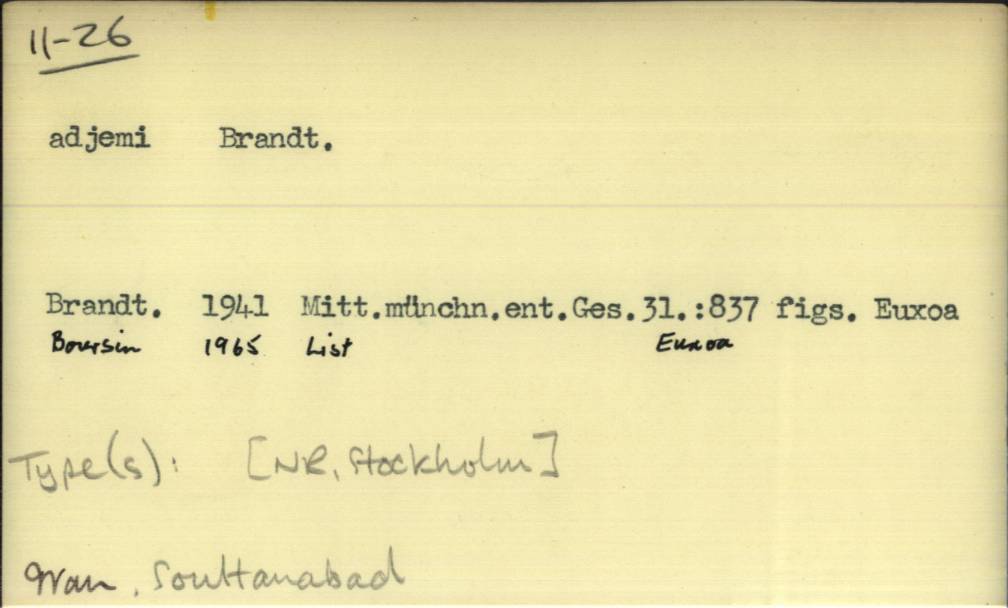 11-26
adjemi Brandt.
Brandt. 1941 Mitt.münchn.ent.Ges.31.:837 figs. Euxoa
Boursin 1965 List Euxoa
Type(s): [NR, Stockholm]
Iran, Soultanabad